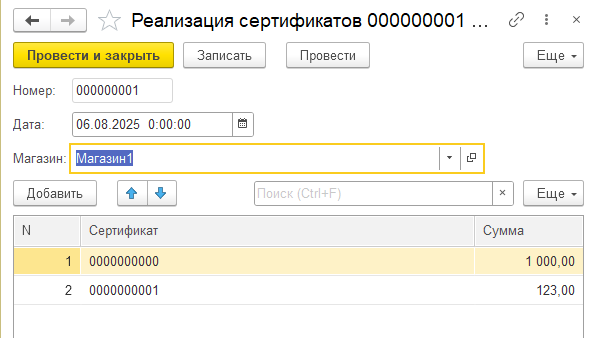 Реализация сертификатов 000000001 ...
Провести и закрыть Записать Провести Еще
Номер: 000000001
Дата: 06.08.2025 0:00:00
Магазин: Магазин1
Добавить Поиск (Ctrl+F) × Еще
N Сертификат Сумма
1 0000000000 1 000,00
2 0000000001 123,00